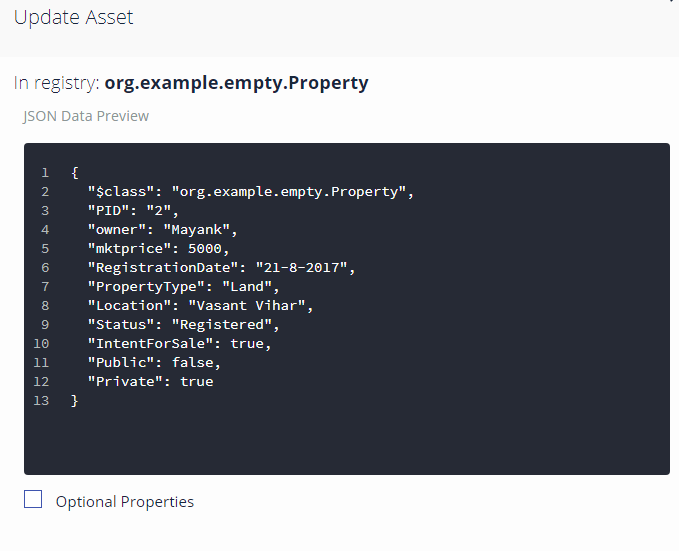 Update Asset
In registry: org.example.empty.Property
JSON Data Preview
1 {
2 "$class": "org.example.empty.Property",
3 "PID": "2",
4 "owner": "Mayank",
5 "mktprice": 5000,
6 "RegistrationDate": "21-8-2017",
7 "PropertyType": "Land",
8 "Location": "Vasant Vihar",
9 "Status": "Registered",
10 "IntentForSale": true,
11 "Public": false,
12 "Private": true
13 }
Optional Properties